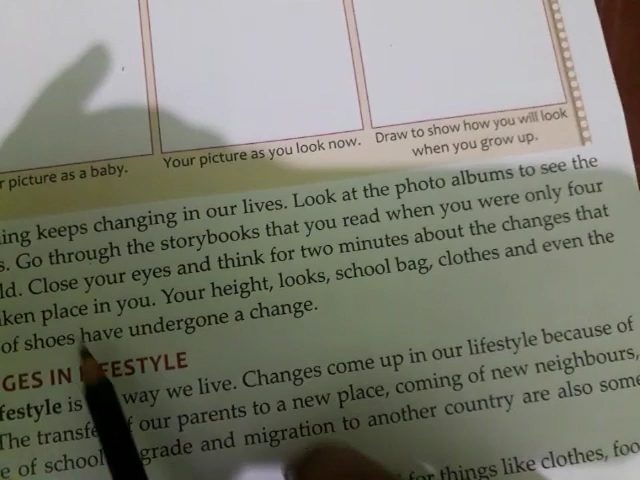 r picture as a baby.
Your picture as you look now.
Draw to show how you will look
when you grow up.
ing keeps changing in our lives. Look at the photo albums to see the
s. Go through the storybooks that you read when you were only four
ld. Close your eyes and think for two minutes about the changes that
ken place in you. Your height, looks, school bag, clothes and even the
of shoes have undergone a change.
GES IN LIFESTYLE
festyle is way we live. Changes come up in our lifestyle because of
The transfe f our parents to a new place, coming of new neighbours,
e of school grade and migration to another country are also some
for things like clothes, foo